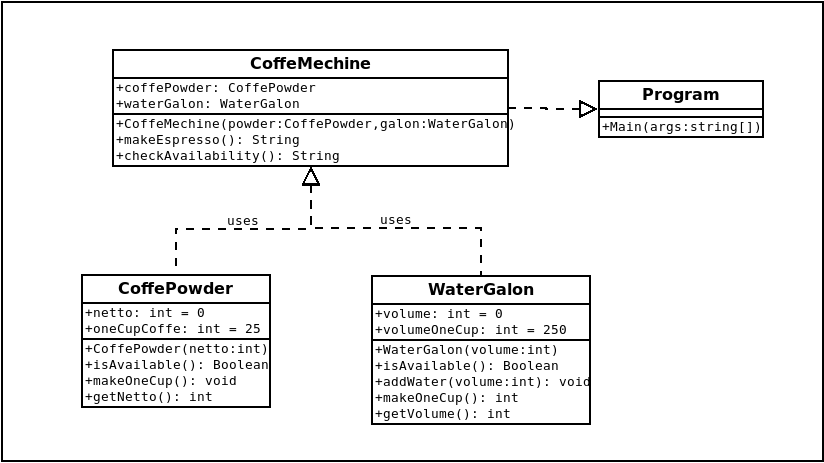 CoffeMechine
+coffePowder: CoffePowder
+waterGalon: WaterGalon
+CoffeMechine(powder:CoffePowder,galon:WaterGalon)
+makeEspresso(): String
+checkAvailability(): String
Program
+Main(args:string[])
uses
uses
CoffePowder
+netto: int = 0
+oneCupCoffe: int = 25
+CoffePowder(netto:int)
+isAvailable(): Boolean
+makeOneCup(): void
+getNetto(): int
WaterGalon
+volume: int = 0
+volumeOneCup: int = 250
+WaterGalon(volume:int)
+isAvailable(): Boolean
+addWater(volume:int): void
+makeOneCup(): int
+getVolume(): int